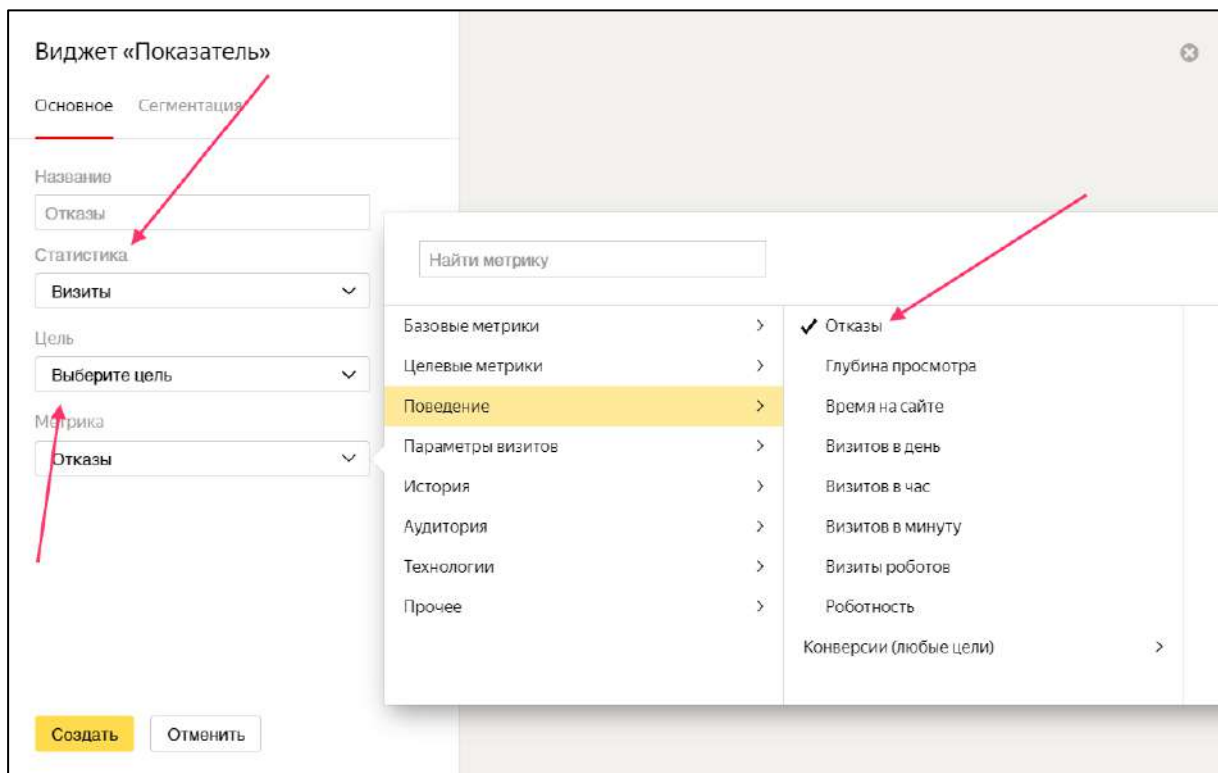 Виджет «Показатель»
Основное Сегментация
Название
Отказы
Статистика
Визиты
Цель
Выберите цель
Метрика
Отказы
Найти метрику
Базовые метрики
Целевые метрики
Поведение
Параметры визитов
История
Аудитория
Технологии
Прочее
Отказы
Глубина просмотра
Время на сайте
Визитов в день
Визитов в час
Визитов в минуту
Визиты роботов
Роботность
Конверсии (любые цели)
Создать Отменить